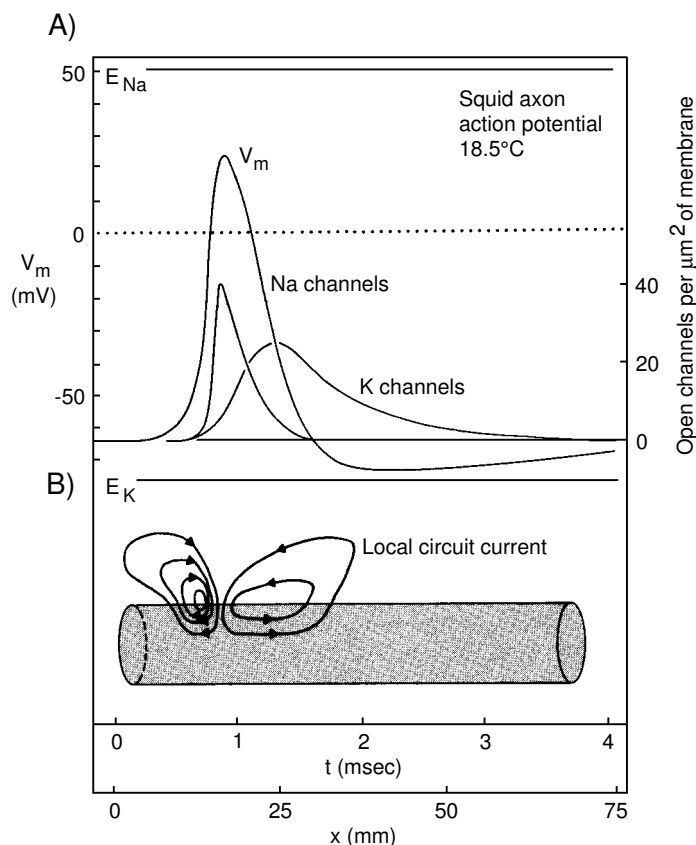 A)
50
E Na
Squid axon
action potential
18.5°C
V m
0
V m
(mV)
Na channels
40
20
K channels
-50
0
Open channels per μm 2 of membrane
B)
E K
Local circuit current
0 1 2 3 4
t (msec)
0 25 50 75
x (mm)